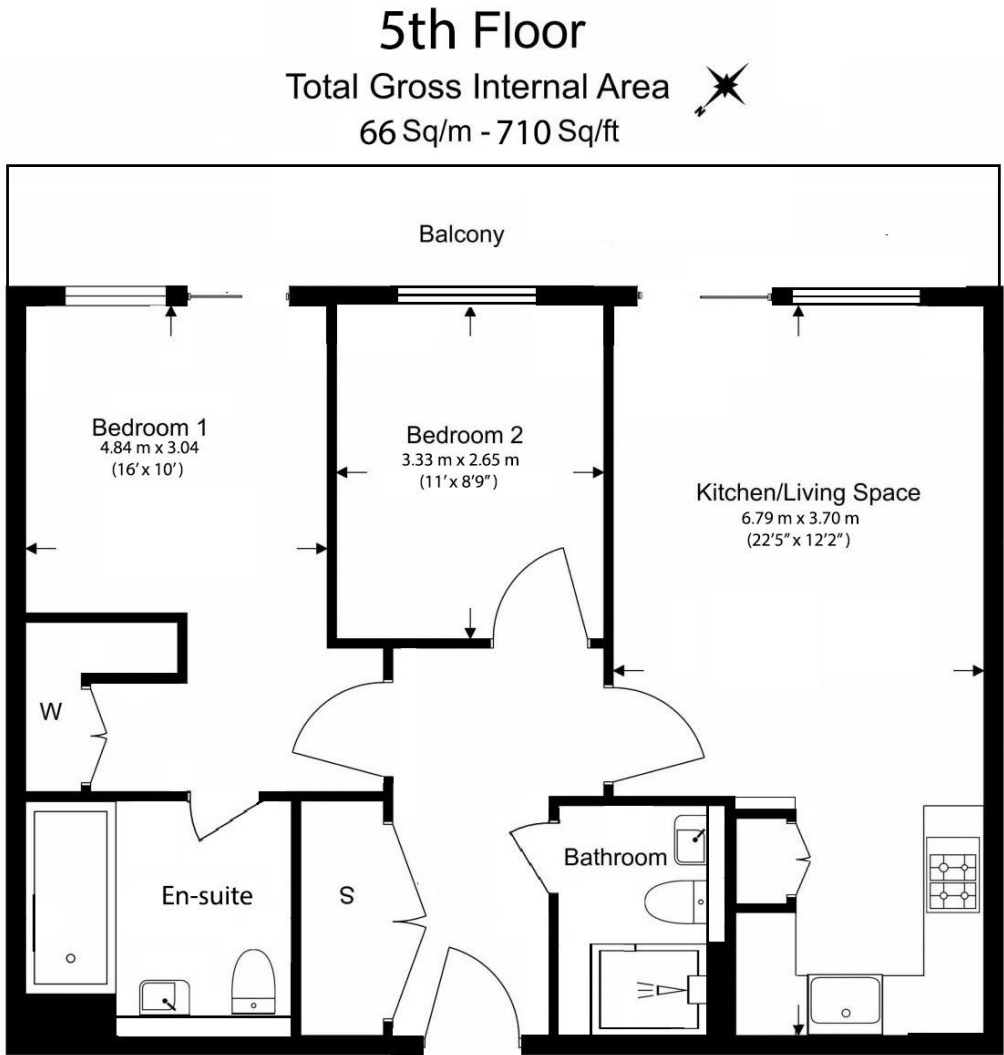 5th Floor
Total Gross Internal Area
N
66 Sq/m - 710 Sq/ft
Balcony
Bedroom 1
4.84 m x 3.04
(16' x 10')
Bedroom 2
3.33 m x 2.65 m
(11' x 8'9")
Kitchen/Living Space
6.79 m x 3.70 m
(22'5" x 12'2")
W
En-suite
S
Bathroom